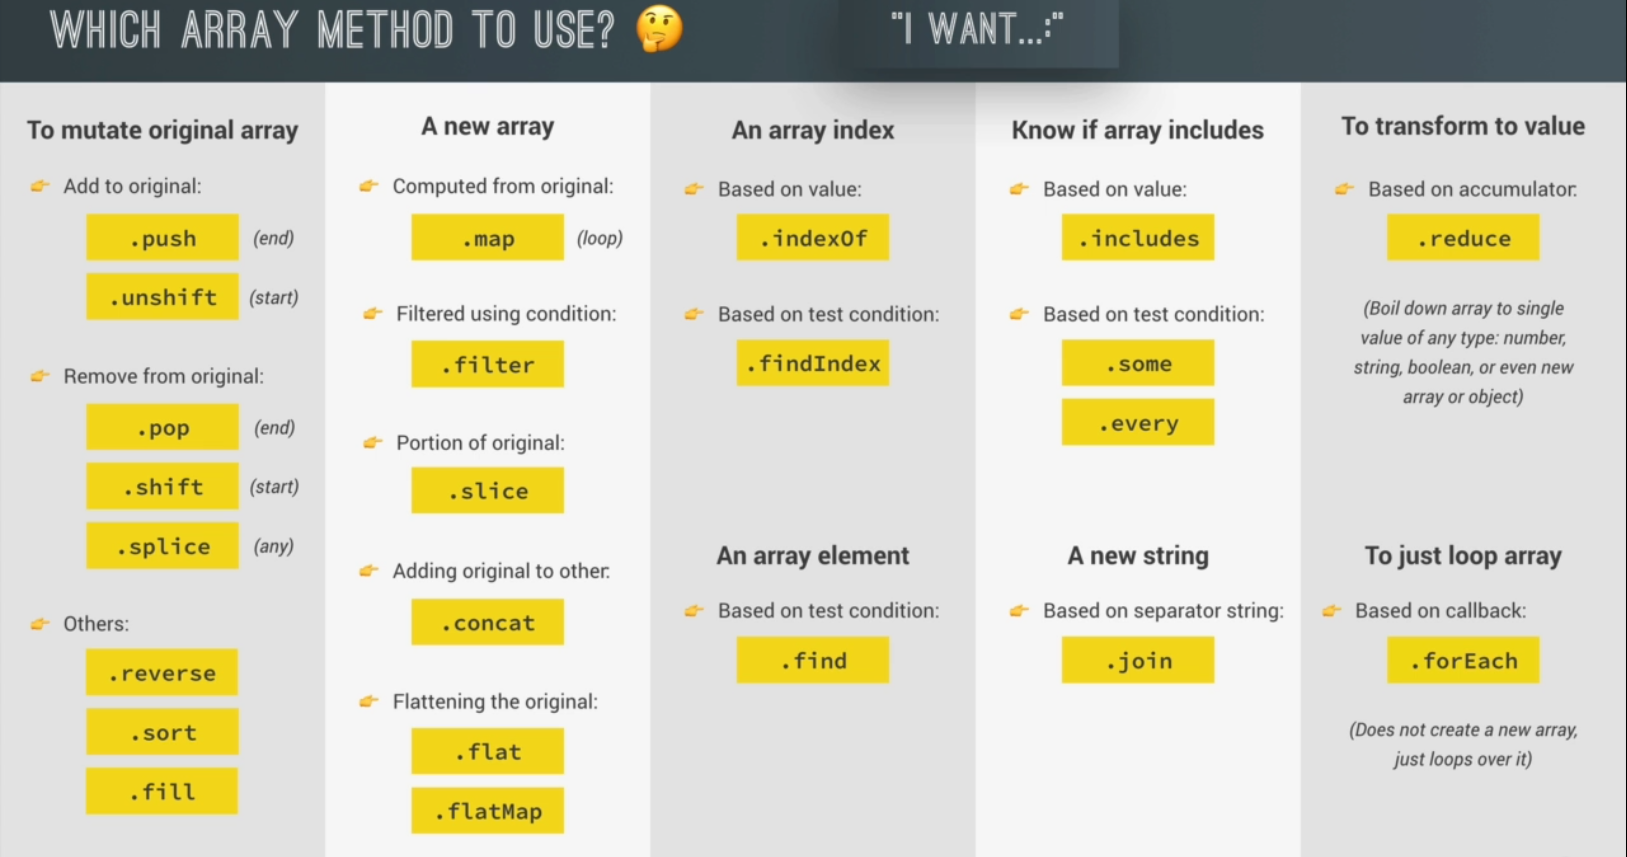 WHICH ARRAY METHOD TO USE? 🤔
"I WANT...:"
To mutate original array
👉 Add to original:
.push (end)
.unshift (start)
👉 Remove from original:
.pop (end)
.shift (start)
.splice (any)
👉 Others:
.reverse
.sort
.fill
A new array
👉 Computed from original:
.map (loop)
👉 Filtered using condition:
.filter
👉 Portion of original:
.slice
👉 Adding original to other:
.concat
👉 Flattening the original:
.flat
.flatMap
An array index
👉 Based on value:
.indexOf
👉 Based on test condition:
.findIndex
An array element
👉 Based on test condition:
.find
Know if array includes
👉 Based on value:
.includes
👉 Based on test condition:
.some
.every
A new string
👉 Based on separator string:
.join
To transform to value
👉 Based on accumulator:
.reduce
(Boil down array to single
value of any type: number,
string, boolean, or even new
array or object)
To just loop array
👉 Based on callback:
.forEach
(Does not create a new array,
just loops over it)